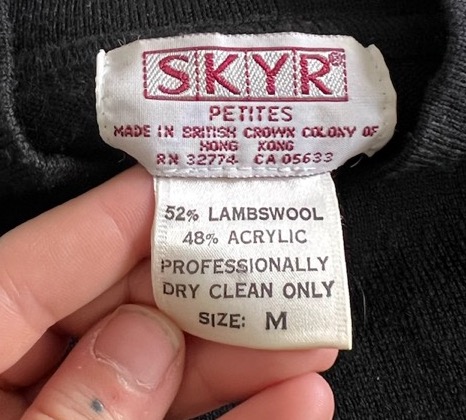 SKYR®
PETITES
MADE IN BRITISH CROWN COLONY OF
HONG KONG
RN 32774 CA 05633
52% LAMBSWOOL
48% ACRYLIC
PROFESSIONALLY
DRY CLEAN ONLY
SIZE: M